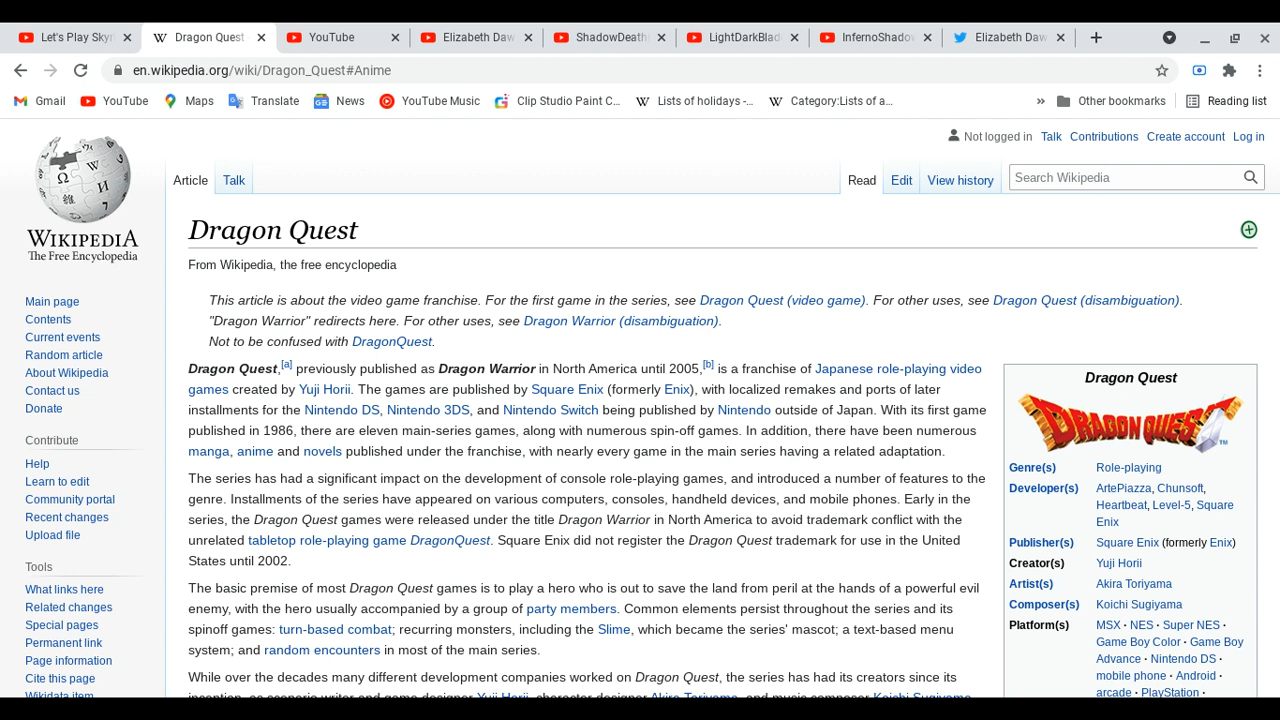 Let's Play Skyr
Dragon Quest
YouTube
Elizabeth Daw
ShadowDeath
LightDarkBlad
InfernoShadow
Elizabeth Daw
en.wikipedia.org/wiki/Dragon_Quest#Anime
Gmail YouTube Maps Translate News YouTube Music Clip Studio Paint C... Lists of holidays -... Category:Lists of a... » Other bookmarks Reading list
Not logged in Talk Contributions Create account Log in
Article Talk Read Edit View history Search Wikipedia
WIKIPEDIA
The Free Encyclopedia
Main page
Contents
Current events
Random article
About Wikipedia
Contact us
Donate
Contribute
Help
Learn to edit
Community portal
Recent changes
Upload file
Tools
What links here
Related changes
Special pages
Permanent link
Page information
Cite this page
Wikidata item
Dragon Quest
From Wikipedia, the free encyclopedia
This article is about the video game franchise. For the first game in the series, see Dragon Quest (video game). For other uses, see Dragon Quest (disambiguation).
"Dragon Warrior" redirects here. For other uses, see Dragon Warrior (disambiguation).
Not to be confused with DragonQuest.
Dragon Quest,[a] previously published as Dragon Warrior in North America until 2005,[b] is a franchise of Japanese role-playing video
games created by Yuji Horii. The games are published by Square Enix (formerly Enix), with localized remakes and ports of later
installments for the Nintendo DS, Nintendo 3DS, and Nintendo Switch being published by Nintendo outside of Japan. With its first game
published in 1986, there are eleven main-series games, along with numerous spin-off games. In addition, there have been numerous
manga, anime and novels published under the franchise, with nearly every game in the main series having a related adaptation.
The series has had a significant impact on the development of console role-playing games, and introduced a number of features to the
genre. Installments of the series have appeared on various computers, consoles, handheld devices, and mobile phones. Early in the
series, the Dragon Quest games were released under the title Dragon Warrior in North America to avoid trademark conflict with the
unrelated tabletop role-playing game DragonQuest. Square Enix did not register the Dragon Quest trademark for use in the United
States until 2002.
The basic premise of most Dragon Quest games is to play a hero who is out to save the land from peril at the hands of a powerful evil
enemy, with the hero usually accompanied by a group of party members. Common elements persist throughout the series and its
spinoff games: turn-based combat; recurring monsters, including the Slime, which became the series' mascot; a text-based menu
system; and random encounters in most of the main series.
While over the decades many different development companies worked on Dragon Quest, the series has had its creators since its
inception, as scenario writer and game designer Yuji Horii, character designer Akira Toriyama, and music composer Koichi Sugiyama
Dragon Quest
DRAGON QUEST TM
Genre(s) Role-playing
Developer(s) ArtePiazza, Chunsoft,
Heartbeat, Level-5, Square
Enix
Publisher(s) Square Enix (formerly Enix)
Creator(s) Yuji Horii
Artist(s) Akira Toriyama
Composer(s) Koichi Sugiyama
Platform(s) MSX · NES · Super NES ·
Game Boy Color · Game Boy
Advance · Nintendo DS ·
mobile phone · Android ·
arcade · PlayStation ·